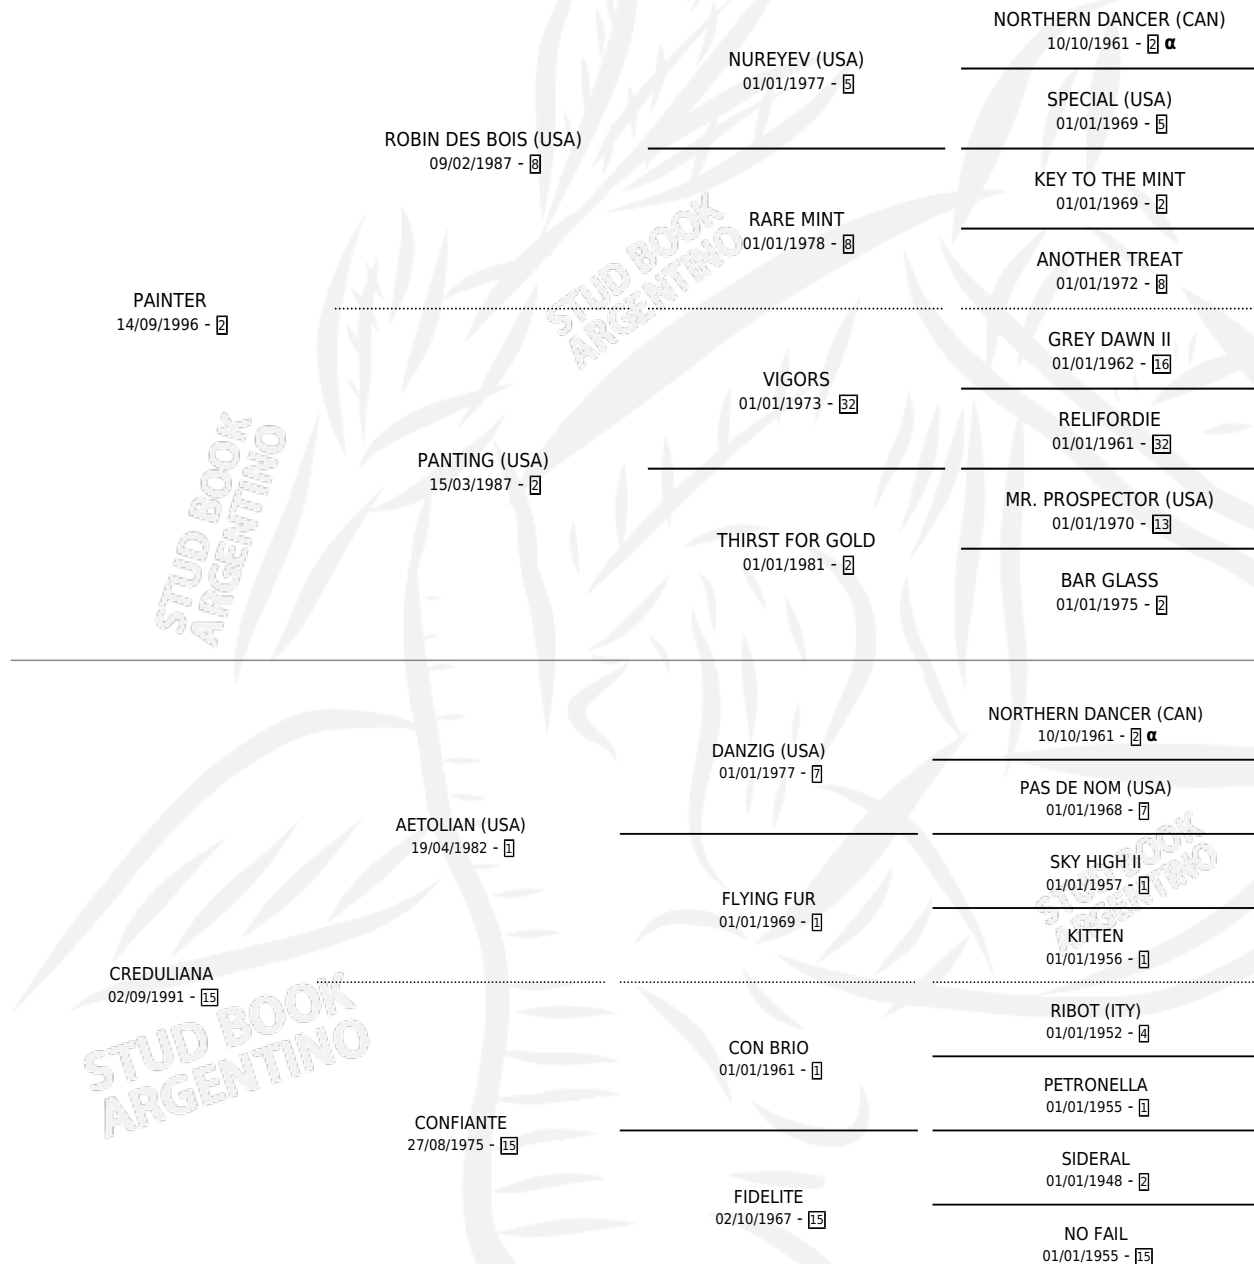 NORTHERN DANCER (CAN)
10/10/1961 - 2 α
NUREYEV (USA)
01/01/1977 - 5
SPECIAL (USA)
01/01/1969 - 5
ROBIN DES BOIS (USA)
09/02/1987 - 8
KEY TO THE MINT
01/01/1969 - 2
RARE MINT
01/01/1978 - 8
ANOTHER TREAT
01/01/1972 - 8
PAINTER
14/09/1996 - 2
GREY DAWN II
01/01/1962 - 16
VIGORS
01/01/1973 - 32
RELIFORDIE
01/01/1961 - 32
PANTING (USA)
15/03/1987 - 2
MR. PROSPECTOR (USA)
01/01/1970 - 13
THIRST FOR GOLD
01/01/1981 - 2
BAR GLASS
01/01/1975 - 2
STUD BOOK
ARGENTINO
STUD BOOK
ARGENTINO
NORTHERN DANCER (CAN)
10/10/1961 - 2 α
DANZIG (USA)
01/01/1977 - 7
PAS DE NOM (USA)
01/01/1968 - 7
AETOLIAN (USA)
19/04/1982 - 1
SKY HIGH II
01/01/1957 - 1
FLYING FUR
01/01/1969 - 1
KITTEN
01/01/1956 - 1
CREDULIANA
02/09/1991 - 15
RIBOT (ITY)
01/01/1952 - 4
CON BRIO
01/01/1961 - 1
PETRONELLA
01/01/1955 - 1
CONFIANTE
27/08/1975 - 15
SIDERAL
01/01/1948 - 2
FIDELITE
02/10/1967 - 15
NO FAIL
01/01/1955 - 15
STUD BOOK
ARGENTINO
STUD BOOK
ARGENTINO